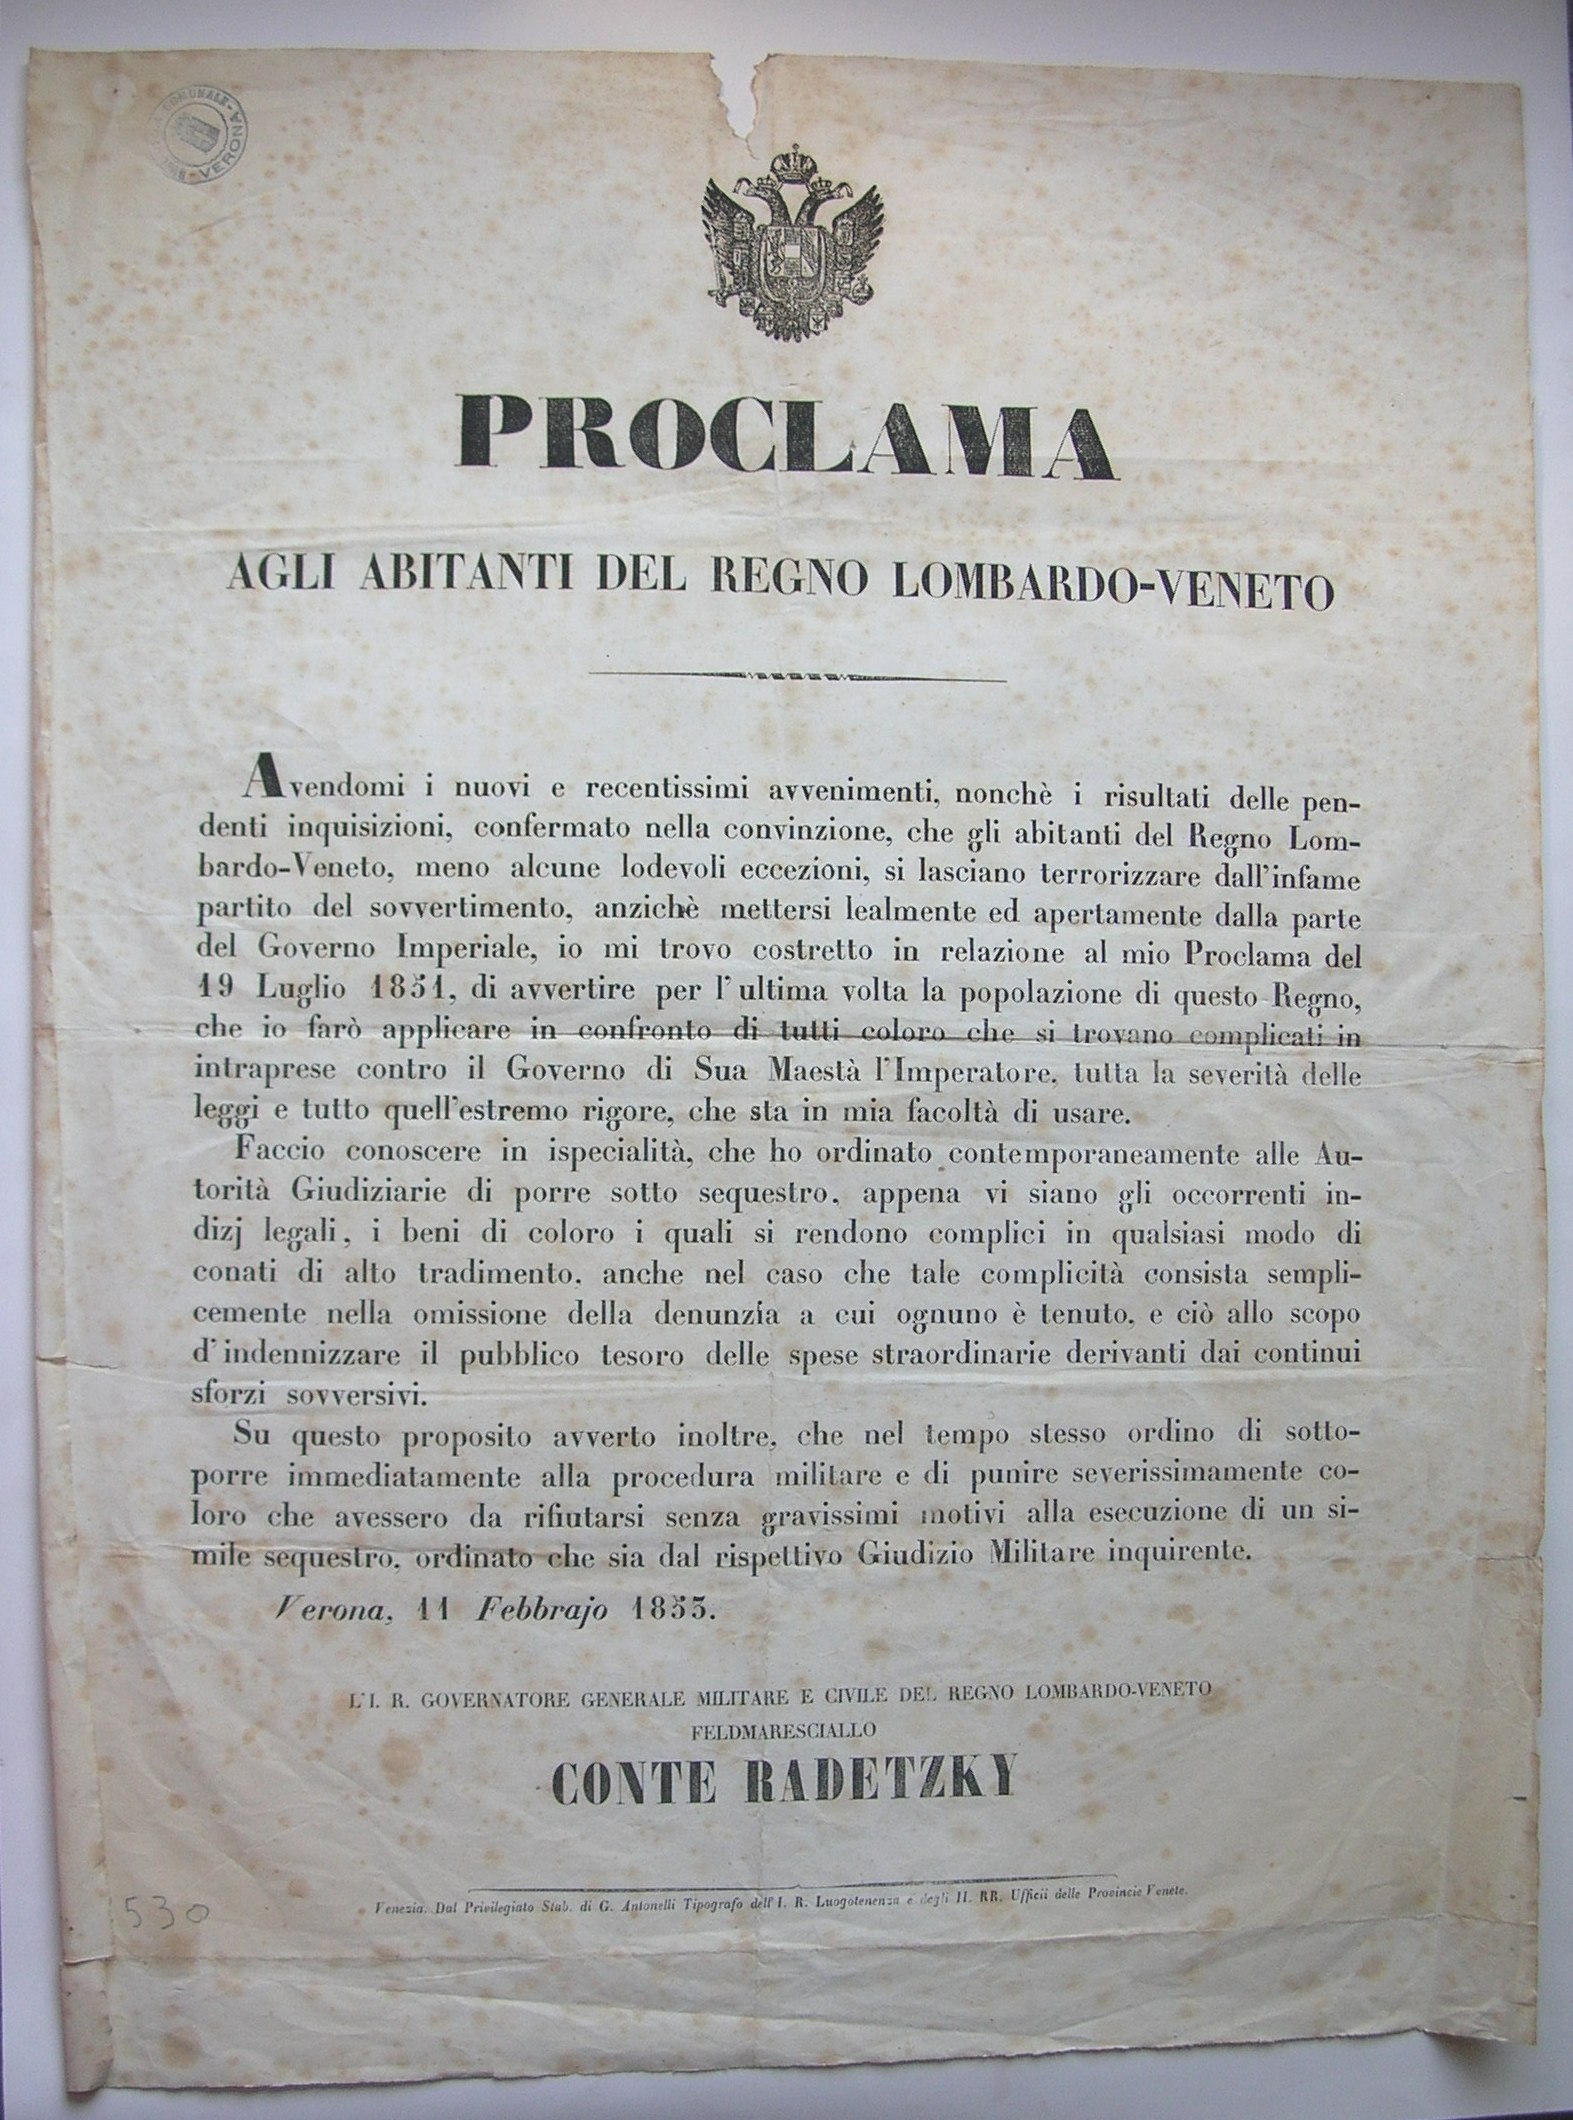 COMUNALE - VERONA
PROCLAMA
AGLI ABITANTI DEL REGNO LOMBARDO-VENETO
Avendomi i nuovi e recentissimi avvenimenti, nonchè i risultati delle pen-
denti inquisizioni, confermato nella convinzione, che gli abitanti del Regno Lom-
bardo-Veneto, meno alcune lodevoli eccezioni, si lasciano terrorizzare dall'infame
partito del sovvertimento, anzichè mettersi lealmente ed apertamente dalla parte
del Governo Imperiale, io mi trovo costretto in relazione al mio Proclama del
19 Luglio 1851, di avvertire per l'ultima volta la popolazione di questo Regno,
che io farò applicare in confronto di tutti coloro che si trovano complicati in
intraprese contro il Governo di Sua Maestà l'Imperatore, tutta la severità delle
leggi e tutto quell'estremo rigore, che sta in mia facoltà di usare.
Faccio conoscere in ispecialità, che ho ordinato contemporaneamente alle Au-
torità Giudiziarie di porre sotto sequestro, appena vi siano gli occorrenti in-
dizj legali, i beni di coloro i quali si rendono complici in qualsiasi modo di
conati di alto tradimento, anche nel caso che tale complicità consista sempli-
cemente nella omissione della denunzia a cui ognuno è tenuto, e ciò allo scopo
d'indennizzare il pubblico tesoro delle spese straordinarie derivanti dai continui
sforzi sovversivi.
Su questo proposito avverto inoltre, che nel tempo stesso ordino di sotto-
porre immediatamente alla procedura militare e di punire severissimamente co-
loro che avessero da rifiutarsi senza gravissimi motivi alla esecuzione di un si-
mile sequestro, ordinato che sia dal rispettivo Giudizio Militare inquirente.
Verona, 11 Febbrajo 1853.
L'I. R. GOVERNATORE GENERALE MILITARE E CIVILE DEL REGNO LOMBARDO-VENETO
FELDMARESCIALLO
CONTE RADETZKY
Venezia. Dal Privilegiato Stab. di G. Antonelli Tipografo dell'I. R. Luogotenenza e degli II. RR. Ufficii delle Provincie Venete.
530